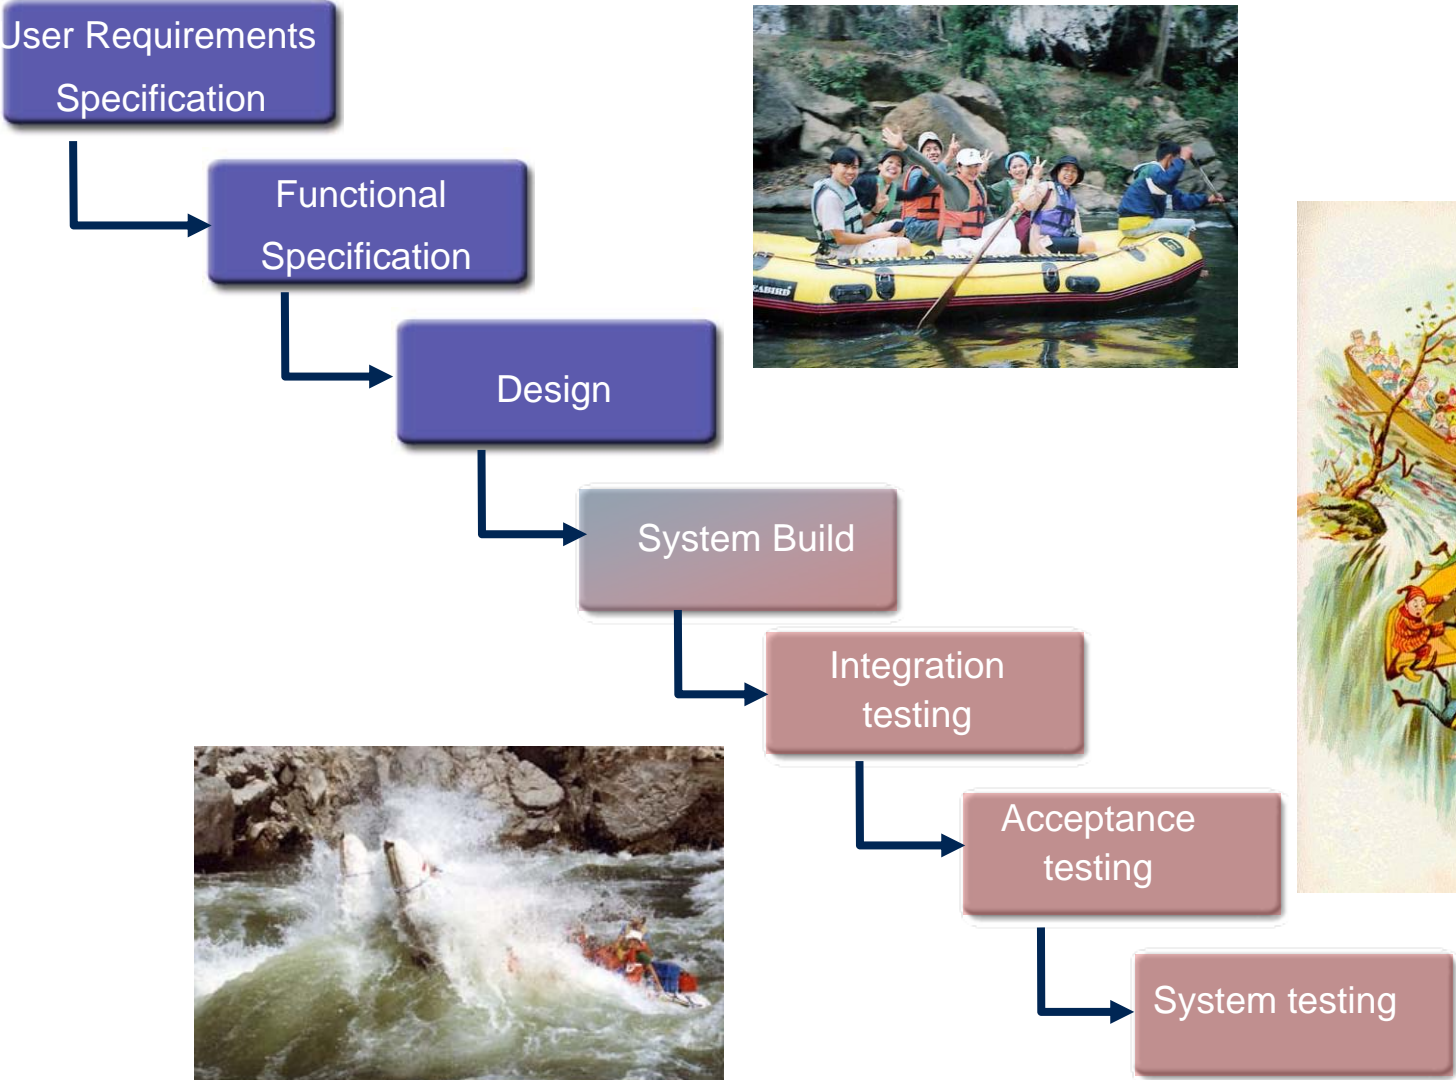 User Requirements
Specification
Functional
Specification
Design
System Build
Integration
testing
Acceptance
testing
System testing